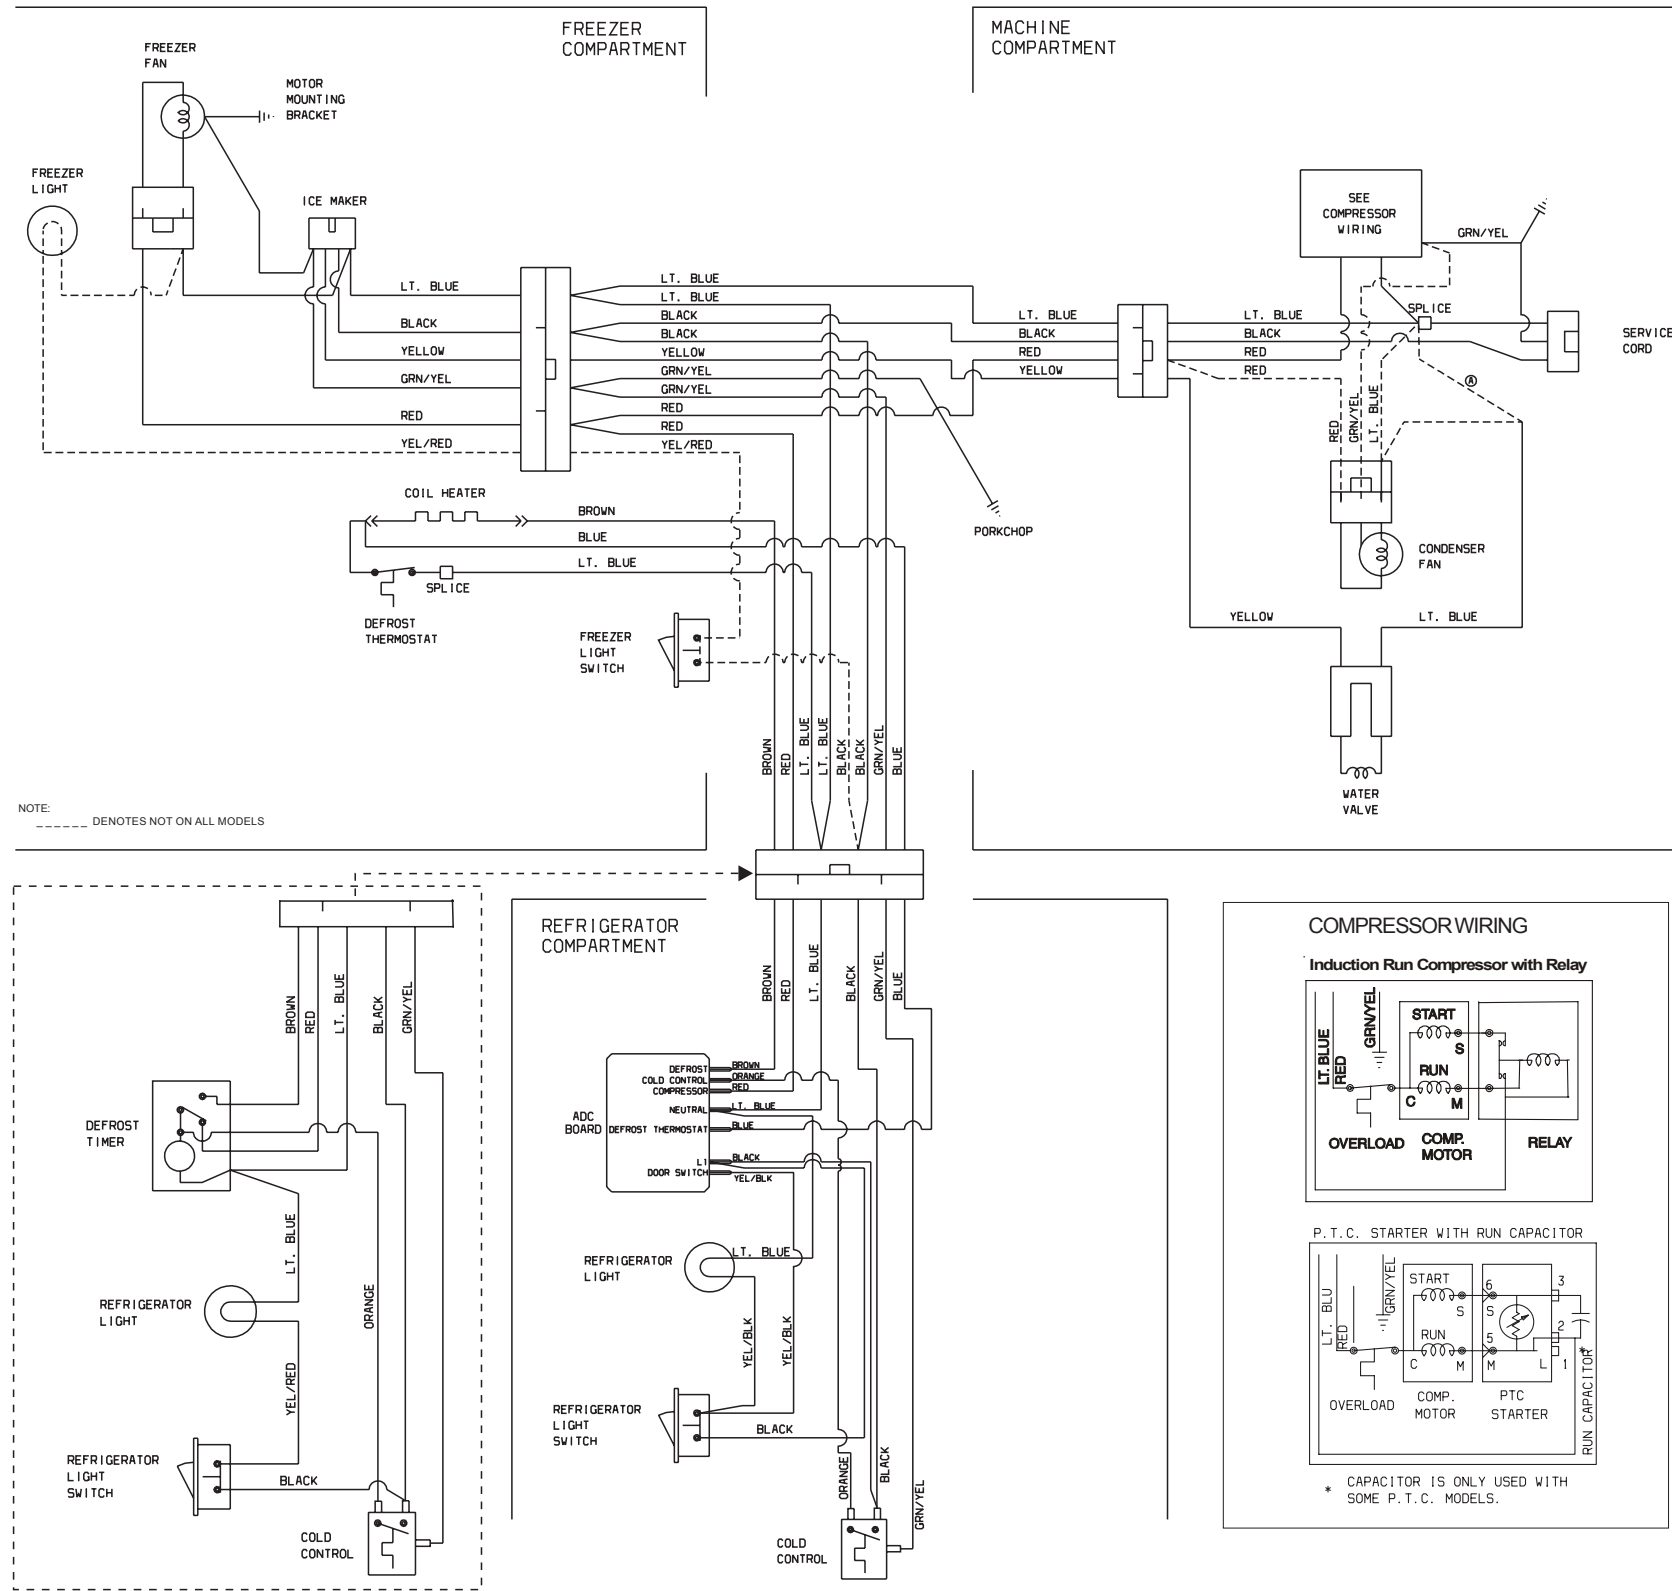 FREEZER
COMPARTMENT
MACHINE
COMPARTMENT
FREEZER
FAN
MOTOR
MOUNTING
BRACKET
FREEZER
LIGHT
ICE MAKER
LT. BLUE
BLACK
YELLOW
GRN/YEL
RED
YEL/RED
LT. BLUE
LT. BLUE
BLACK
BLACK
YELLOW
GRN/YEL
GRN/YEL
RED
RED
YEL/RED
LT. BLUE
BLACK
RED
YELLOW
LT. BLUE
BLACK
RED
RED
SEE
COMPRESSOR
WIRING
GRN/YEL
SPLICE
SERVICE
CORD
A
RED
GRN/YEL
LT. BLUE
CONDENSER
FAN
YELLOW
LT. BLUE
WATER
VALVE
PORKCHOP
COIL HEATER
BROWN
BLUE
LT. BLUE
SPLICE
DEFROST
THERMOSTAT
FREEZER
LIGHT
SWITCH
BROWN
RED
LT. BLUE
LT. BLUE
BLACK
BLACK
GRN/YEL
BLUE
NOTE:
______ DENOTES NOT ON ALL MODELS
BROWN
RED
LT. BLUE
BLACK
GRN/YEL
DEFROST
TIMER
LT. BLUE
ORANGE
REFRIGERATOR
LIGHT
YEL/RED
REFRIGERATOR
LIGHT
SWITCH
BLACK
COLD
CONTROL
REFRIGERATOR
COMPARTMENT
BROWN
RED
LT. BLUE
BLACK
GRN/YEL
BLUE
ADC
BOARD
DEFROST
COLD CONTROL
COMPRESSOR
NEUTRAL
DEFROST THERMOSTAT
L1
DOOR SWITCH
BROWN
ORANGE
RED
LT. BLUE
BLUE
BLACK
YEL/BLK
REFRIGERATOR
LIGHT
LT. BLUE
YEL/BLK
YEL/BLK
REFRIGERATOR
LIGHT
SWITCH
BLACK
ORANGE
BLACK
GRN/YEL
COLD
CONTROL
COMPRESSOR WIRING
Induction Run Compressor with Relay
LT. BLUE
RED
GRN/YEL
START
S
RUN
C
M
OVERLOAD
COMP.
MOTOR
RELAY
P.T.C. STARTER WITH RUN CAPACITOR
LT. BLU
RED
GRN/YEL
START
S
RUN
C
M
6
S
5
M
3
2
L
1
*
RUN CAPACITOR
OVERLOAD
COMP.
MOTOR
PTC
STARTER
* CAPACITOR IS ONLY USED WITH
SOME P.T.C. MODELS.